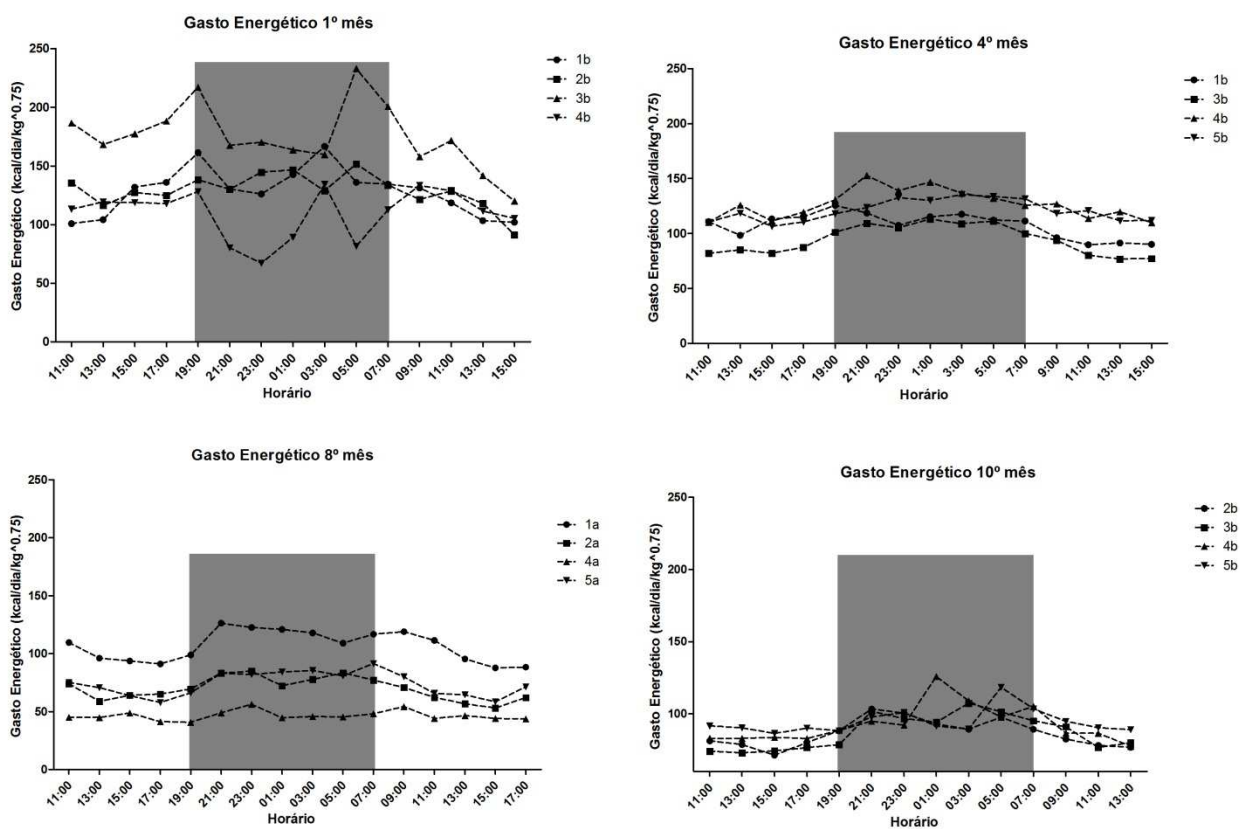 Gasto Energético 1º mês
Gasto Energético (kcal/dia/kg^0.75)
250
200
150
100
50
0
11:00 13:00 15:00 17:00 19:00 21:00 23:00 01:00 03:00 05:00 07:00 09:00 11:00 13:00 15:00
Horário
1b
2b
3b
4b
Gasto Energético 4º mês
Gasto Energético (kcal/dia/kg^0.75)
250
200
150
100
50
0
11:00 13:00 15:00 17:00 19:00 21:00 23:00 1:00 3:00 5:00 7:00 9:00 11:00 13:00 15:00
Horário
1b
3b
4b
5b
Gasto Energético 8º mês
Gasto Energético (kcal/dia/kg^0.75)
250
200
150
100
50
0
11:00 13:00 15:00 17:00 19:00 21:00 23:00 01:00 03:00 05:00 07:00 09:00 11:00 13:00 15:00 17:00
Horário
1a
2a
4a
5a
Gasto Energético 10º mês
Gasto Energético (kcal/dia/kg^0.75)
250
200
150
100
11:00 13:00 15:00 17:00 19:00 21:00 23:00 01:00 03:00 05:00 07:00 09:00 11:00 13:00
Horário
2b
3b
4b
5b